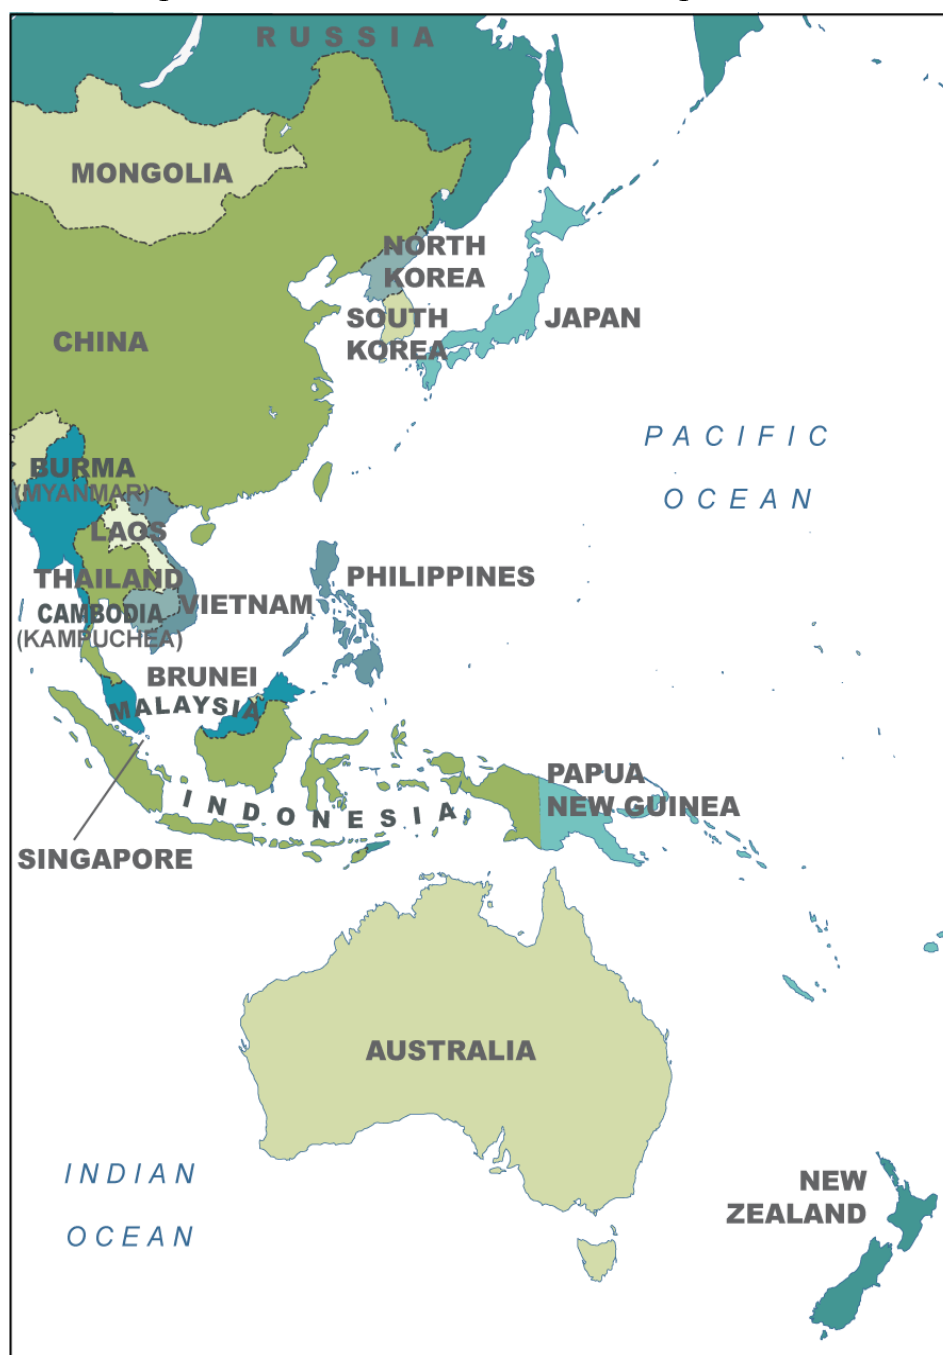 RUSSIA
MONGOLIA
NORTH
KOREA
SOUTH
KOREA
JAPAN
CHINA
PACIFIC
OCEAN
BURMA
(MYANMAR)
LAOS
THAILAND
PHILIPPINES
CAMBODIA
VIETNAM
(KAMPUCHEA)
BRUNEI
MALAYSIA
PAPUA
NEW GUINEA
INDONESIA
SINGAPORE
AUSTRALIA
INDIAN
OCEAN
NEW
ZEALAND